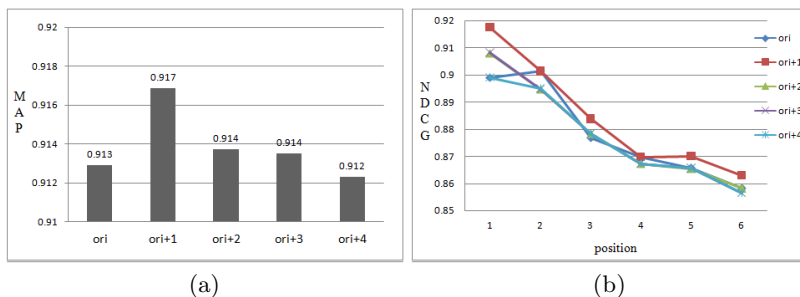 0.92
0.918
0.916
0.914
0.912
0.91
MAP
0.913
0.917
0.914
0.914
0.912
ori
ori+1
ori+2
ori+3
ori+4
(a)
0.92
0.91
0.9
0.89
0.88
0.87
0.86
0.85
NDCG
1
2
3
4
5
6
position
ori
ori+1
ori+2
ori+3
ori+4
(b)